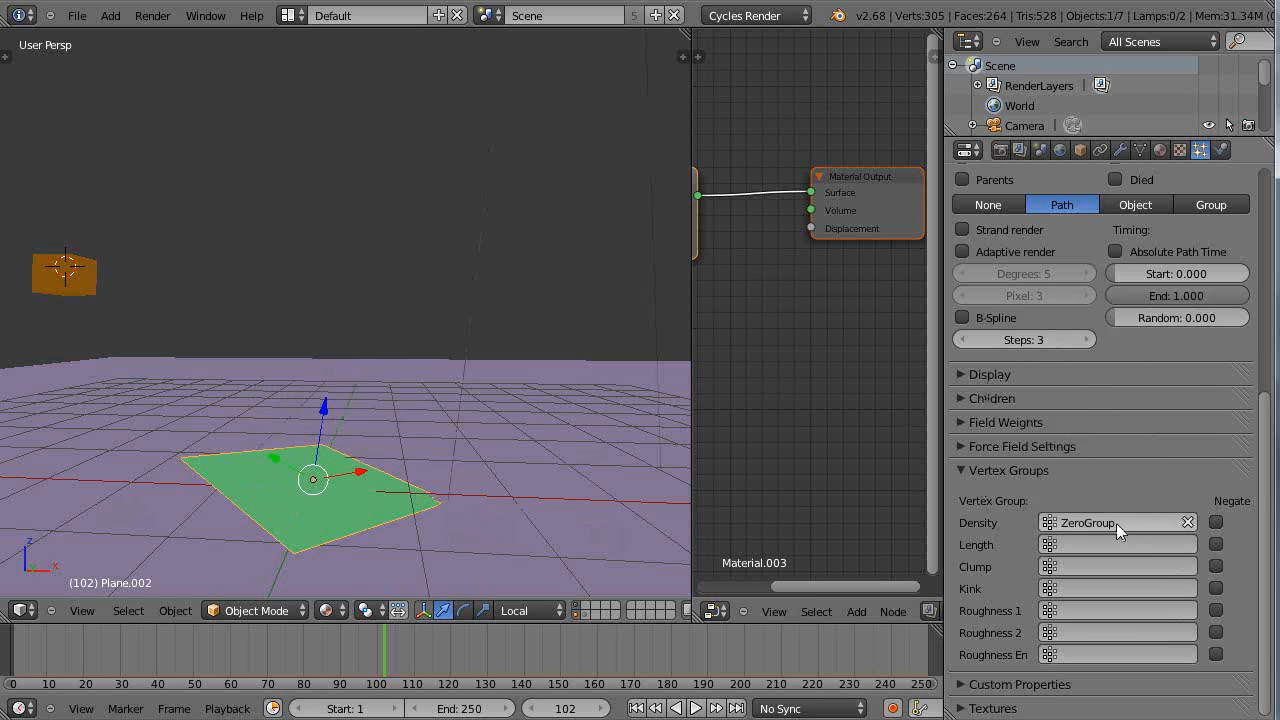 File Add Render Window Help Default Scene 5 Cycles Render v2.68 | Verts:305 | Faces:264 | Tris:528 | Objects:1/7 | Lamps:0/2 | Mem:31.34M
User Persp
View Search All Scenes
Scene
RenderLayers
World
Camera
Parents Died
None Path Object Group
Strand render Timing:
Adaptive render Absolute Path Time
Degrees: 5 Start: 0.000
Pixel: 3 End: 1.000
B-Spline Random: 0.000
Steps: 3
Display
Children
Field Weights
Force Field Settings
Vertex Groups
Vertex Group: Negate
Density ZeroGroup
Length
Clump
Kink
Roughness 1
Roughness 2
Roughness En
Custom Properties
Textures
Material Output
Surface
Volume
Displacement
Material.003
z
x
(102) Plane.002
View Select Object Object Mode Local
View Select Add Node
0 10 20 30 40 50 60 70 80 90 100 110 120 130 140 150 160 170 180 190 200 210 220 230 240 250
View Marker Frame Playback Start: 1 End: 250 102 No Sync